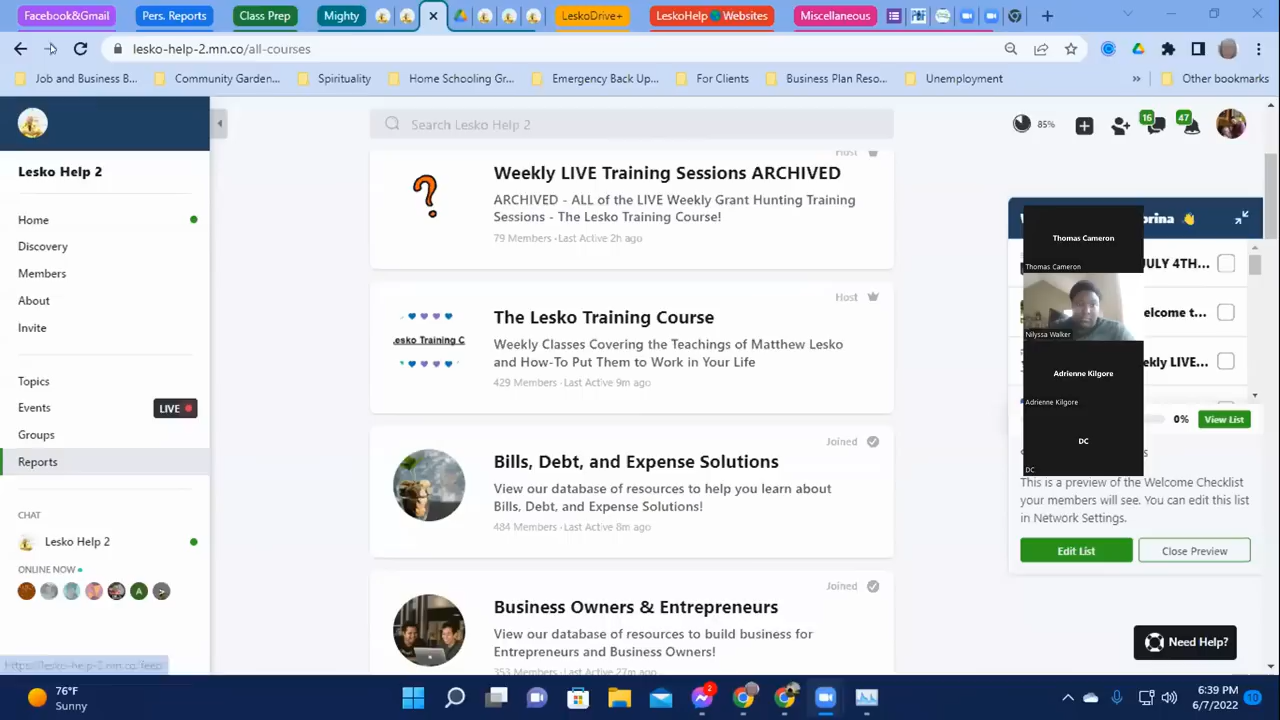 Facebook&Gmail
Pers. Reports
Class Prep
Mighty
LeskoDrive+
LeskoHelp Websites
Miscellaneous
lesko-help-2.mn.co/all-courses
Job and Business B...
Community Garden...
Spirituality
Home Schooling Gr...
Emergency Back Up...
For Clients
Business Plan Reso...
Unemployment
Other bookmarks
Search Lesko Help 2
85%
16
47
Lesko Help 2
Home
Discovery
Members
About
Invite
Topics
Events
LIVE
Groups
Reports
CHAT
Lesko Help 2
ONLINE NOW
A
Host
Weekly LIVE Training Sessions ARCHIVED
ARCHIVED - ALL of the LIVE Weekly Grant Hunting Training
Sessions - The Lesko Training Course!
79 Members · Last Active 2h ago
Host
The Lesko Training Course
esko Training C
Weekly Classes Covering the Teachings of Matthew Lesko
and How-To Put Them to Work in Your Life
429 Members · Last Active 9m ago
Joined
Bills, Debt, and Expense Solutions
View our database of resources to help you learn about
Bills, Debt, and Expense Solutions!
484 Members · Last Active 8m ago
Joined
Business Owners & Entrepreneurs
View our database of resources to build business for
Entrepreneurs and Business Owners!
353 Members · Last Active 27m ago
Thomas Cameron
Thomas Cameron
JULY 4TH...
Nilyssa Walker
Adrienne Kilgore
Adrienne Kilgore
DC
DC
0%
View List
This is a preview of the Welcome Checklist
your members will see. You can edit this list
in Network Settings.
Edit List
Close Preview
Need Help?
76°F
Sunny
2
6:39 PM
6/7/2022
10